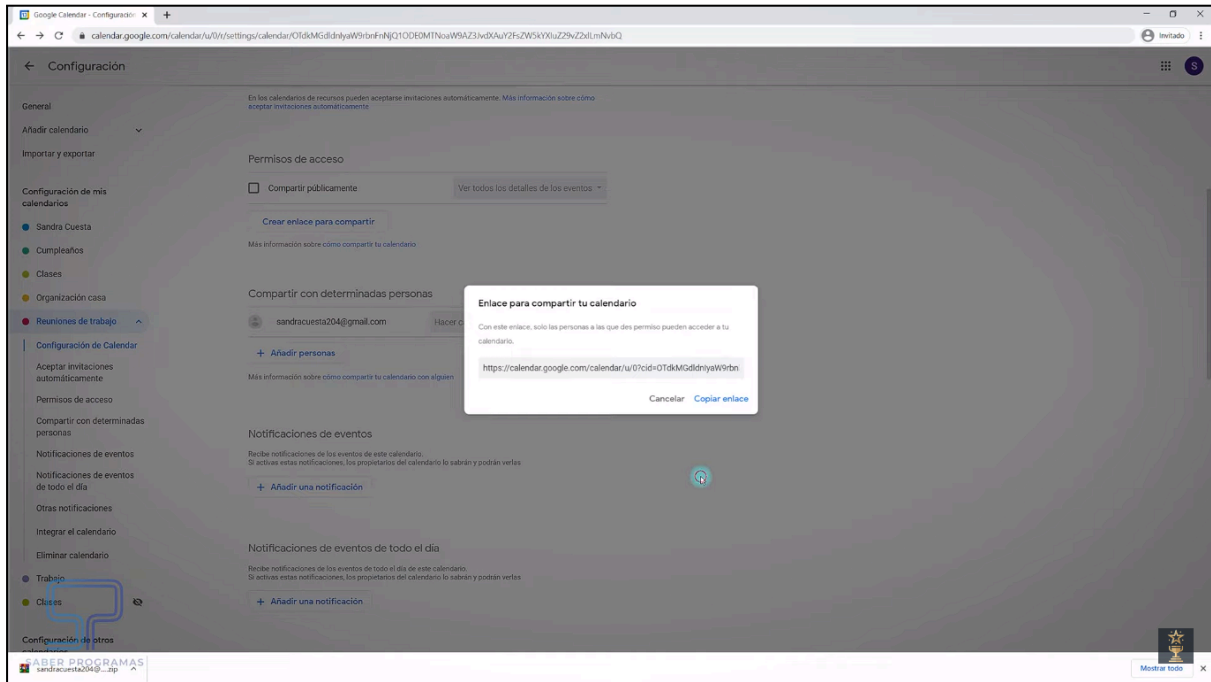 Google Calendar - Configuración
Invitado
Configuración
S
General
Añadir calendario
Importar y exportar
Configuración de mis
calendarios
Sandra Cuesta
Cumpleaños
Clases
Organización casa
Reuniones de trabajo
Configuración de Calendar
Aceptar invitaciones
automáticamente
Permisos de acceso
Compartir con determinadas
personas
Notificaciones de eventos
Notificaciones de eventos
de todo el día
Otras notificaciones
Integrar el calendario
Eliminar calendario
Trabajo
Clases
Configuración de otros
En los calendarios de recursos pueden aceptarse invitaciones automáticamente. Más información sobre cómo
aceptar invitaciones automáticamente
Permisos de acceso
Compartir públicamente
Ver todos los detalles de los eventos
Crear enlace para compartir
Más información sobre cómo compartir tu calendario
Compartir con determinadas personas
sandracuesta204@gmail.com
Hacer c
+ Añadir personas
Más información sobre cómo compartir tu calendario con alguien
Notificaciones de eventos
Recibe notificaciones de los eventos de este calendario.
Si activas estas notificaciones, los propietarios del calendario lo sabrán y podrán verlas
+ Añadir una notificación
Notificaciones de eventos de todo el día
Recibe notificaciones de los eventos de todo el día de este calendario.
Si activas estas notificaciones, los propietarios del calendario lo sabrán y podrán verlas
+ Añadir una notificación
Enlace para compartir tu calendario
Con este enlace, solo las personas a las que des permiso pueden acceder a tu
calendario.
https://calendar.google.com/calendar/u/0?cid=OTdkMGdldnIyaW9rbn
Cancelar Copiar enlace
SABER PROGRAMAS
sandracuesta204@....zip
Mostrar todo